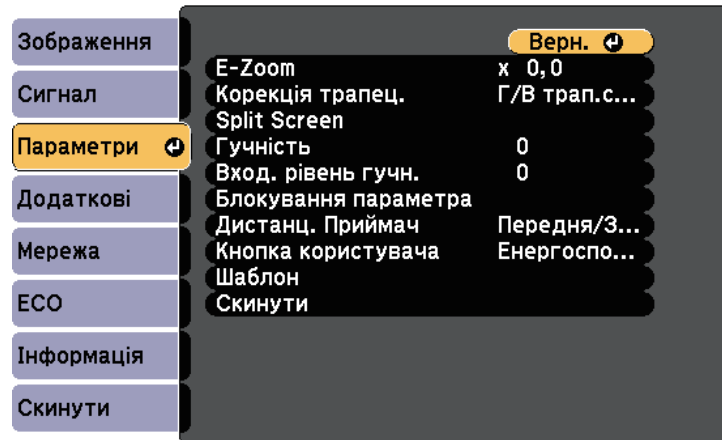 Зображення
Сигнал
Параметри
Додаткові
Мережа
ECO
Інформація
Скинути
Верн.
E-Zoom x 0,0
Корекція трапец. Г/В трап.с...
Split Screen
Гучність 0
Вход. рівень гучн. 0
Блокування параметра
Дистанц. Приймач Передня/З...
Кнопка користувача Енергоспо...
Шаблон
Скинути